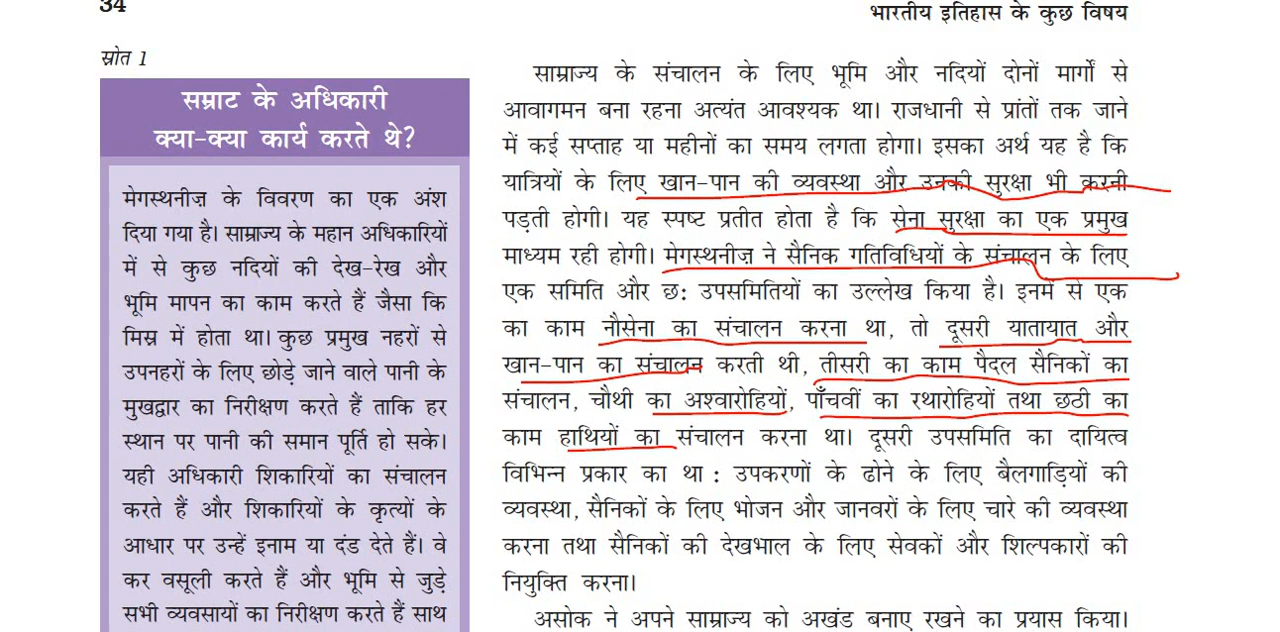 34
भारतीय इतिहास के कुछ विषय
स्रोत 1
सम्राट के अधिकारी
क्या-क्या कार्य करते थे?
मेगस्थनीज़ के विवरण का एक अंश
दिया गया है। साम्राज्य के महान अधिकारियों
में से कुछ नदियों की देख-रेख और
भूमि मापन का काम करते हैं जैसा कि
मिस्र में होता था। कुछ प्रमुख नहरों से
उपनहरों के लिए छोड़े जाने वाले पानी के
मुखद्वार का निरीक्षण करते हैं ताकि हर
स्थान पर पानी की समान पूर्ति हो सके।
यही अधिकारी शिकारियों का संचालन
करते हैं और शिकारियों के कृत्यों के
आधार पर उन्हें इनाम या दंड देते हैं। वे
कर वसूली करते हैं और भूमि से जुड़े
सभी व्यवसायों का निरीक्षण करते हैं साथ
साम्राज्य के संचालन के लिए भूमि और नदियों दोनों मार्गों से
आवागमन बना रहना अत्यंत आवश्यक था। राजधानी से प्रांतों तक जाने
में कई सप्ताह या महीनों का समय लगता होगा। इसका अर्थ यह है कि
यात्रियों के लिए खान-पान की व्यवस्था और उनकी सुरक्षा भी करनी
पड़ती होगी। यह स्पष्ट प्रतीत होता है कि सेना सुरक्षा का एक प्रमुख
माध्यम रही होगी। मेगस्थनीज़ ने सैनिक गतिविधियों के संचालन के लिए
एक समिति और छ: उपसमितियों का उल्लेख किया है। इनमें से एक
का काम नौसेना का संचालन करना था, तो दूसरी यातायात और
खान-पान का संचालन करती थी, तीसरी का काम पैदल सैनिकों का
संचालन, चौथी का अश्वारोहियों, पाँचवीं का रथारोहियों तथा छठी का
काम हाथियों का संचालन करना था। दूसरी उपसमिति का दायित्व
विभिन्न प्रकार का था : उपकरणों के ढोने के लिए बैलगाड़ियों की
व्यवस्था, सैनिकों के लिए भोजन और जानवरों के लिए चारे की व्यवस्था
करना तथा सैनिकों की देखभाल के लिए सेवकों और शिल्पकारों की
नियुक्ति करना।
असोक ने अपने साम्राज्य को अखंड बनाए रखने का प्रयास किया।